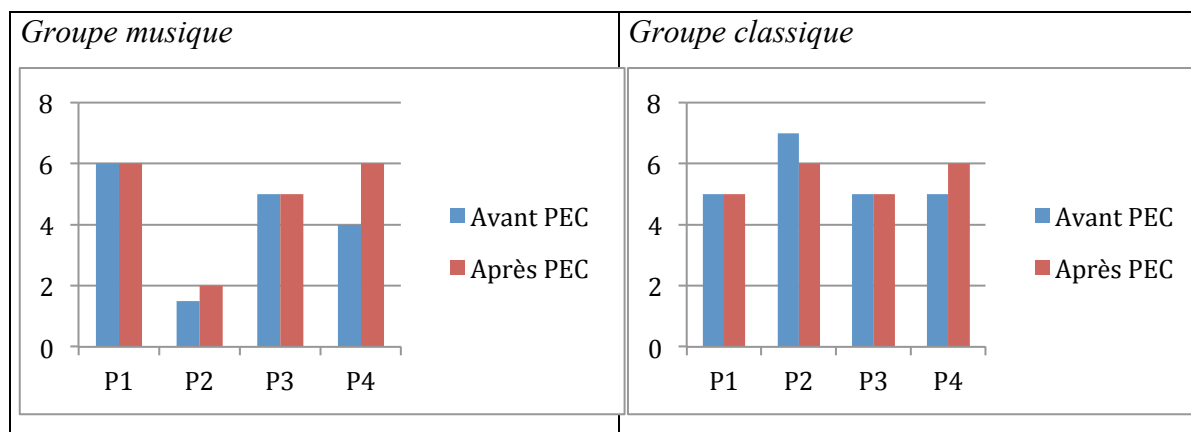 Groupe musique
8
6
4
2
0
P1 P2 P3 P4
Avant PEC
Après PEC
Groupe classique
8
6
4
2
0
P1 P2 P3 P4
Avant PEC
Après PEC